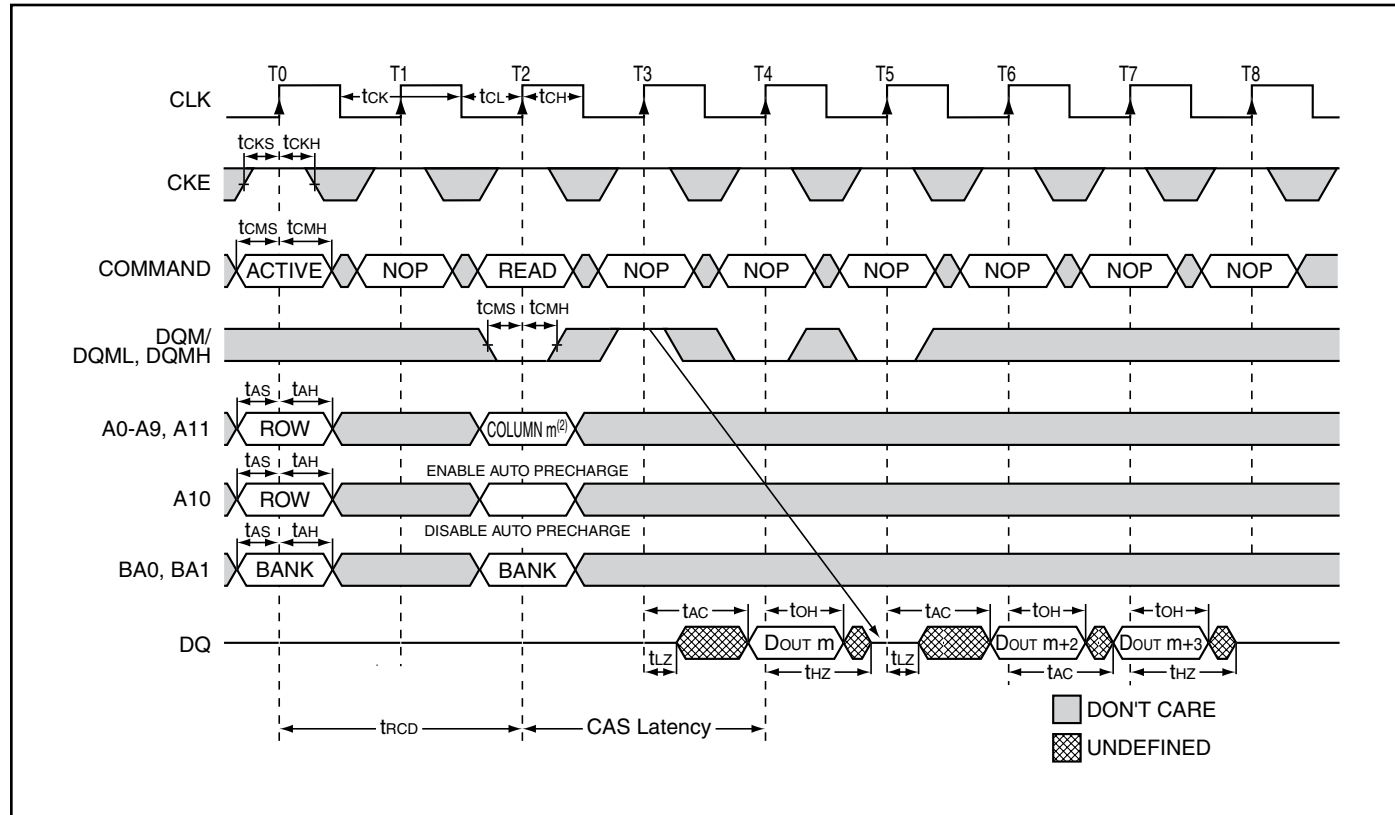 T0 T1 T2 T3 T4 T5 T6 T7 T8
CLK tCK tCL tCH
tCKS tCKH
CKE
tCMS tCMH
COMMAND ACTIVE NOP READ NOP NOP NOP NOP NOP NOP
tCMS tCMH
DQM/
DQML, DQMH
tAS tAH
A0-A9, A11 ROW COLUMN m(2)
tAS tAH ENABLE AUTO PRECHARGE
A10 ROW
tAS tAH DISABLE AUTO PRECHARGE
BA0, BA1 BANK BANK
tAC tOH tAC tOH tOH
DQ DOUT m DOUT m+2 DOUT m+3
tLZ tHZ tLZ tAC tHZ
DON'T CARE
tRCD CAS Latency
UNDEFINED